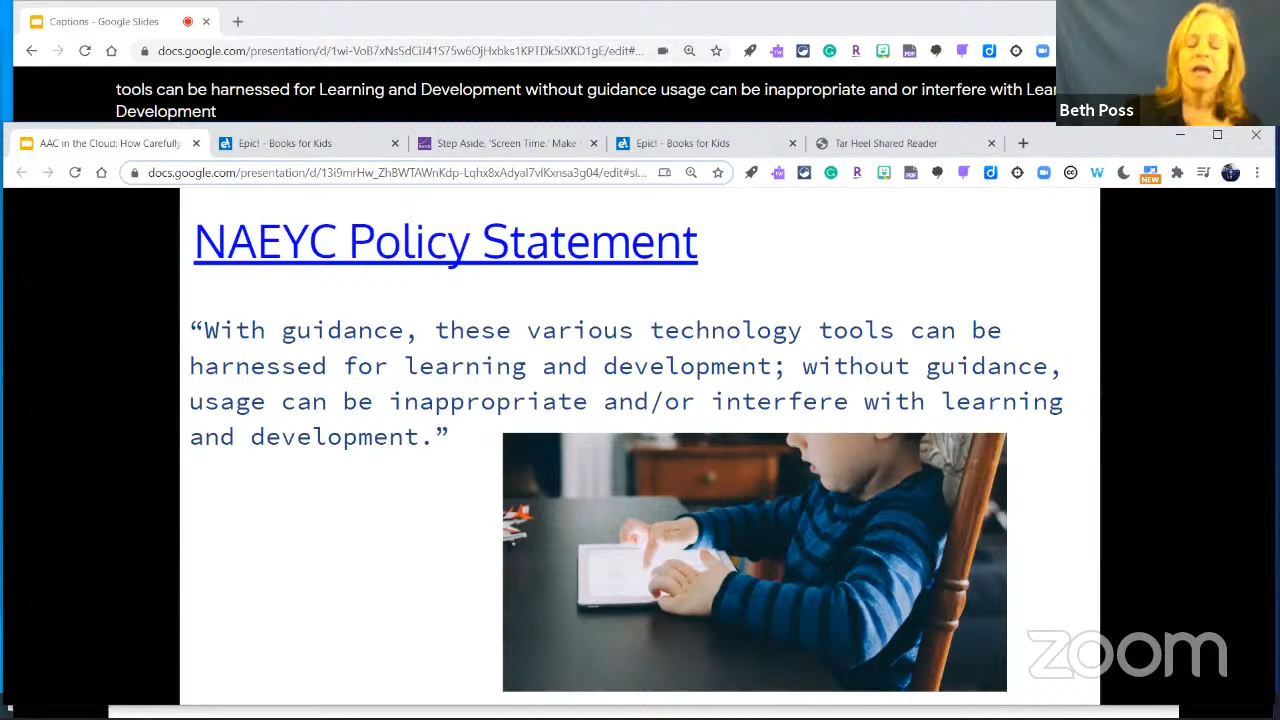 Captions - Google Slides
docs.google.com/presentation/d/1wi-VoB7xNsSdCiJ41S75w6OjHxbks1KPTDk5lXKD1gE/edit#...
tools can be harnessed for Learning and Development without guidance usage can be inappropriate and or interfere with Lear
Development
Beth Poss
AAC in the Cloud: How Carefully
Epic! - Books for Kids
Step Aside, 'Screen Time.' Make
Epic! - Books for Kids
Tar Heel Shared Reader
docs.google.com/presentation/d/13i9mrHw_ZhBWTAWnKdp-Lqhx8xAdyaI7vlKxnsa3g04/edit#sl...
NEW
NAEYC Policy Statement
“With guidance, these various technology tools can be
harnessed for learning and development; without guidance,
usage can be inappropriate and/or interfere with learning
and development.”
zoom